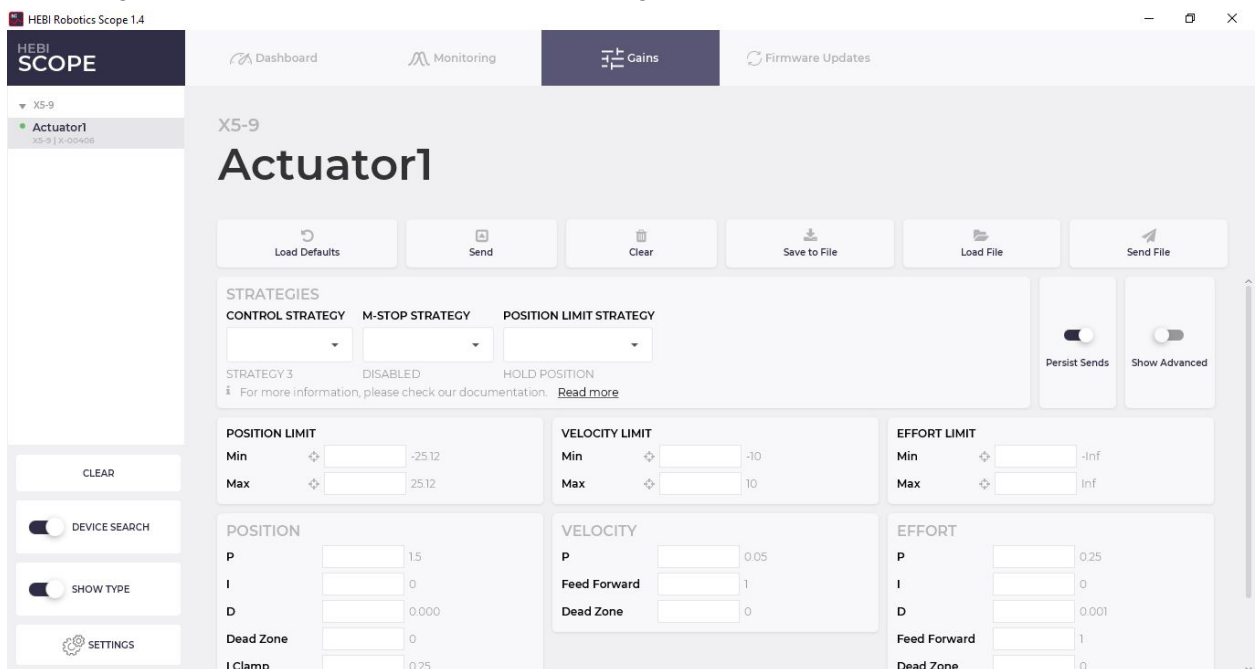 HEBI Robotics Scope 1.4
HEBI
SCOPE
Dashboard
Monitoring
Gains
Firmware Updates
X5-9
Actuator1
X5-9 | X-00406
X5-9
Actuator1
Load Defaults
Send
Clear
Save to File
Load File
Send File
STRATEGIES
CONTROL STRATEGY M-STOP STRATEGY POSITION LIMIT STRATEGY
STRATEGY 3 DISABLED HOLD POSITION
i For more information, please check our documentation. Read more
Persist Sends
Show Advanced
POSITION LIMIT
Min -25.12
Max 25.12
VELOCITY LIMIT
Min -10
Max 10
EFFORT LIMIT
Min -Inf
Max Inf
CLEAR
DEVICE SEARCH
SHOW TYPE
SETTINGS
POSITION
P 1.5
I 0
D 0.000
Dead Zone 0
I Clamp 0.25
VELOCITY
P 0.05
Feed Forward 1
Dead Zone 0
EFFORT
P 0.25
I 0
D 0.001
Feed Forward 1
Dead Zone 0